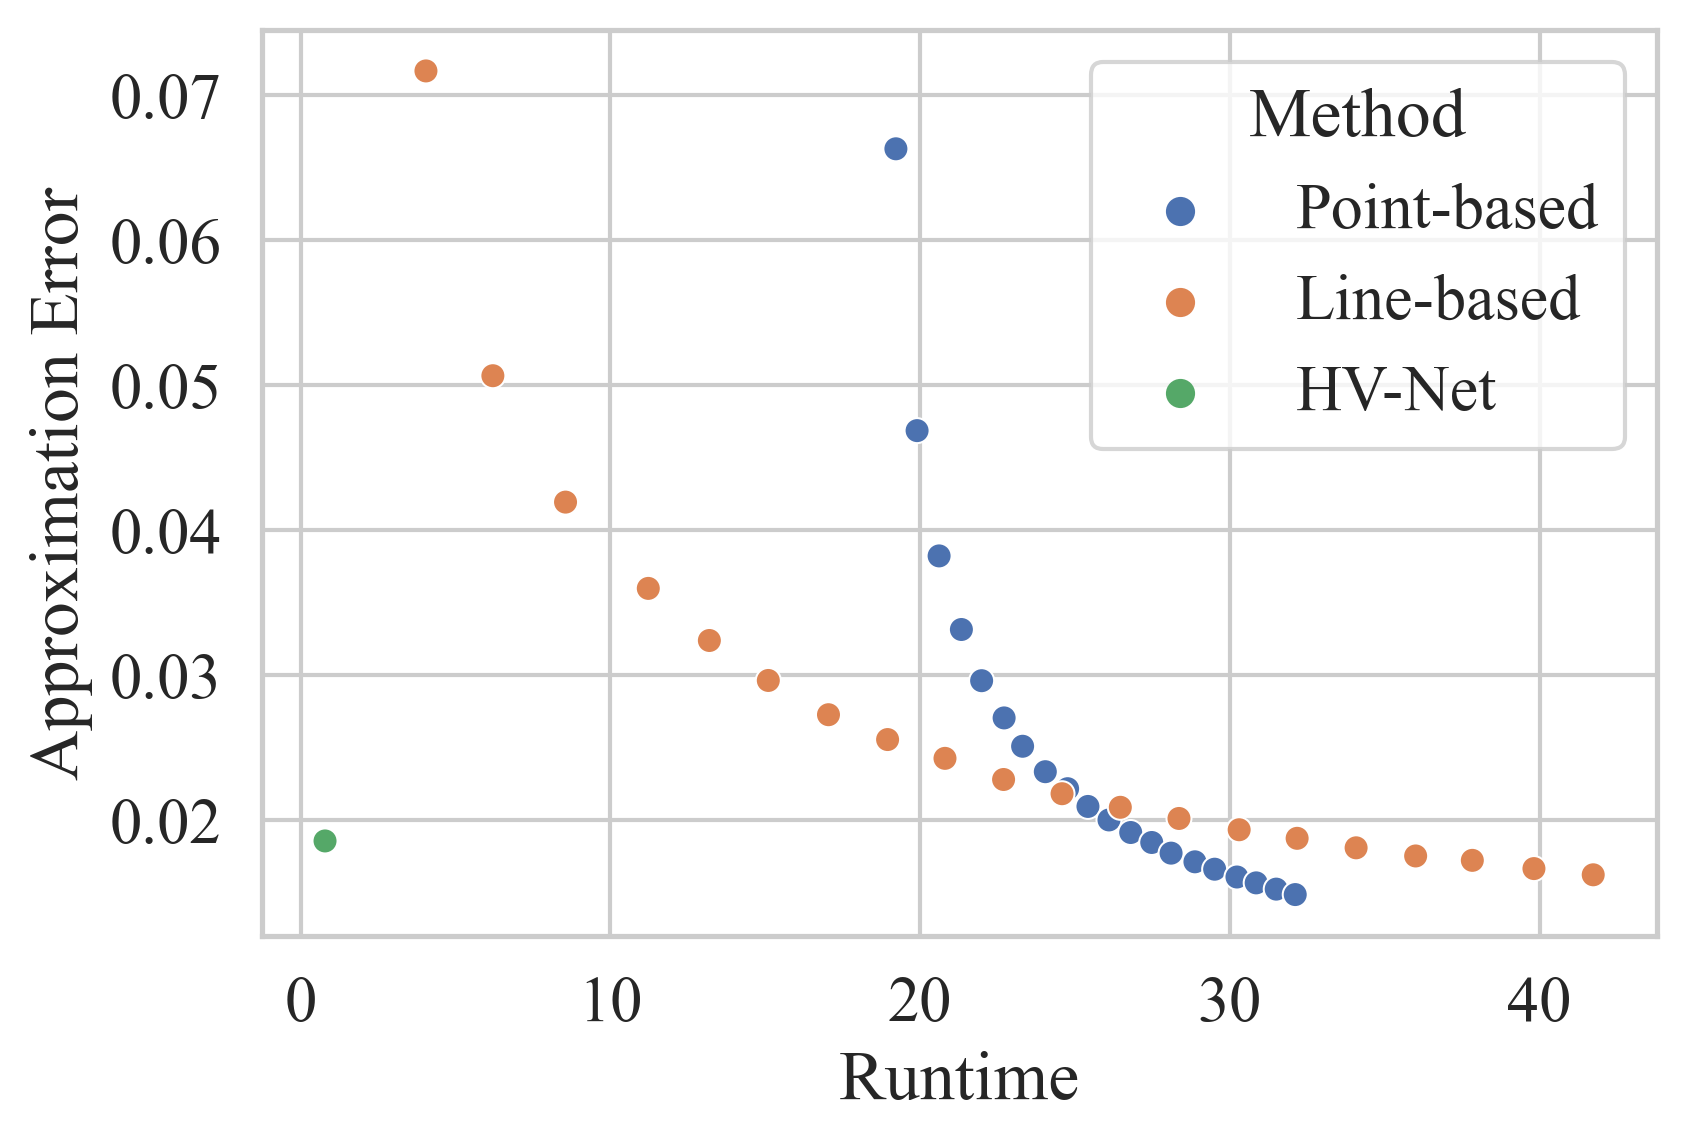 Approximation Error
0.07
0.06
0.05
0.04
0.03
0.02
Method
Point-based
Line-based
HV-Net
0 10 20 30 40
Runtime